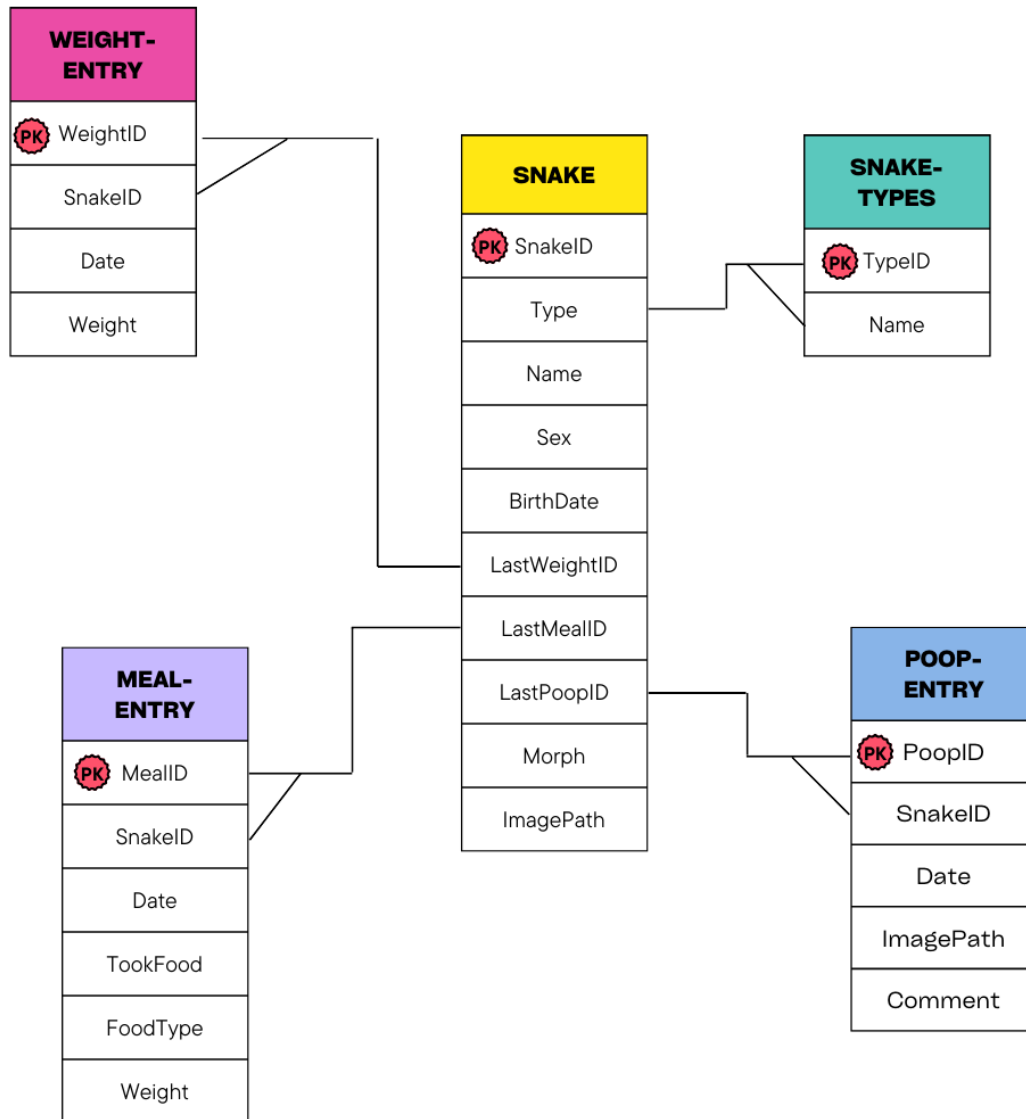 WEIGHT-
ENTRY
PK WeightID
SnakeID
Date
Weight
SNAKE
PK SnakeID
Type
Name
Sex
BirthDate
LastWeightID
LastMealID
LastPoopID
Morph
ImagePath
SNAKE-
TYPES
PK TypeID
Name
MEAL-
ENTRY
PK MealID
SnakeID
Date
TookFood
FoodType
Weight
POOP-
ENTRY
PK PoopID
SnakeID
Date
ImagePath
Comment